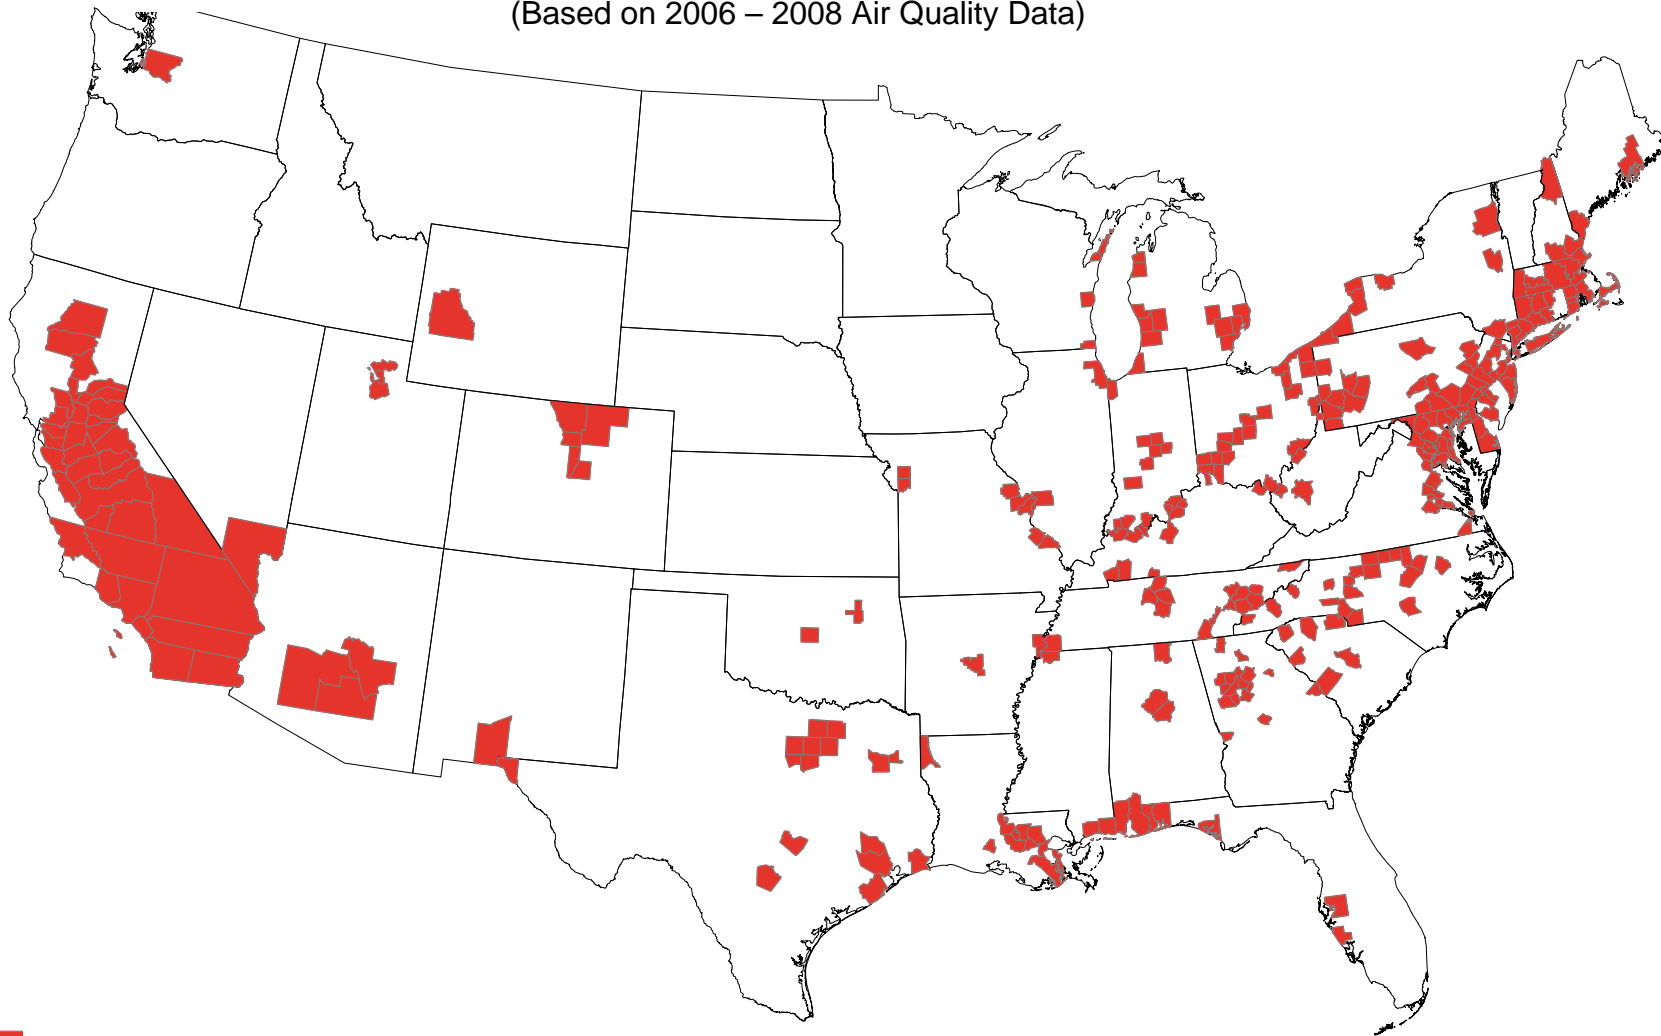 (Based on 2006 – 2008 Air Quality Data)